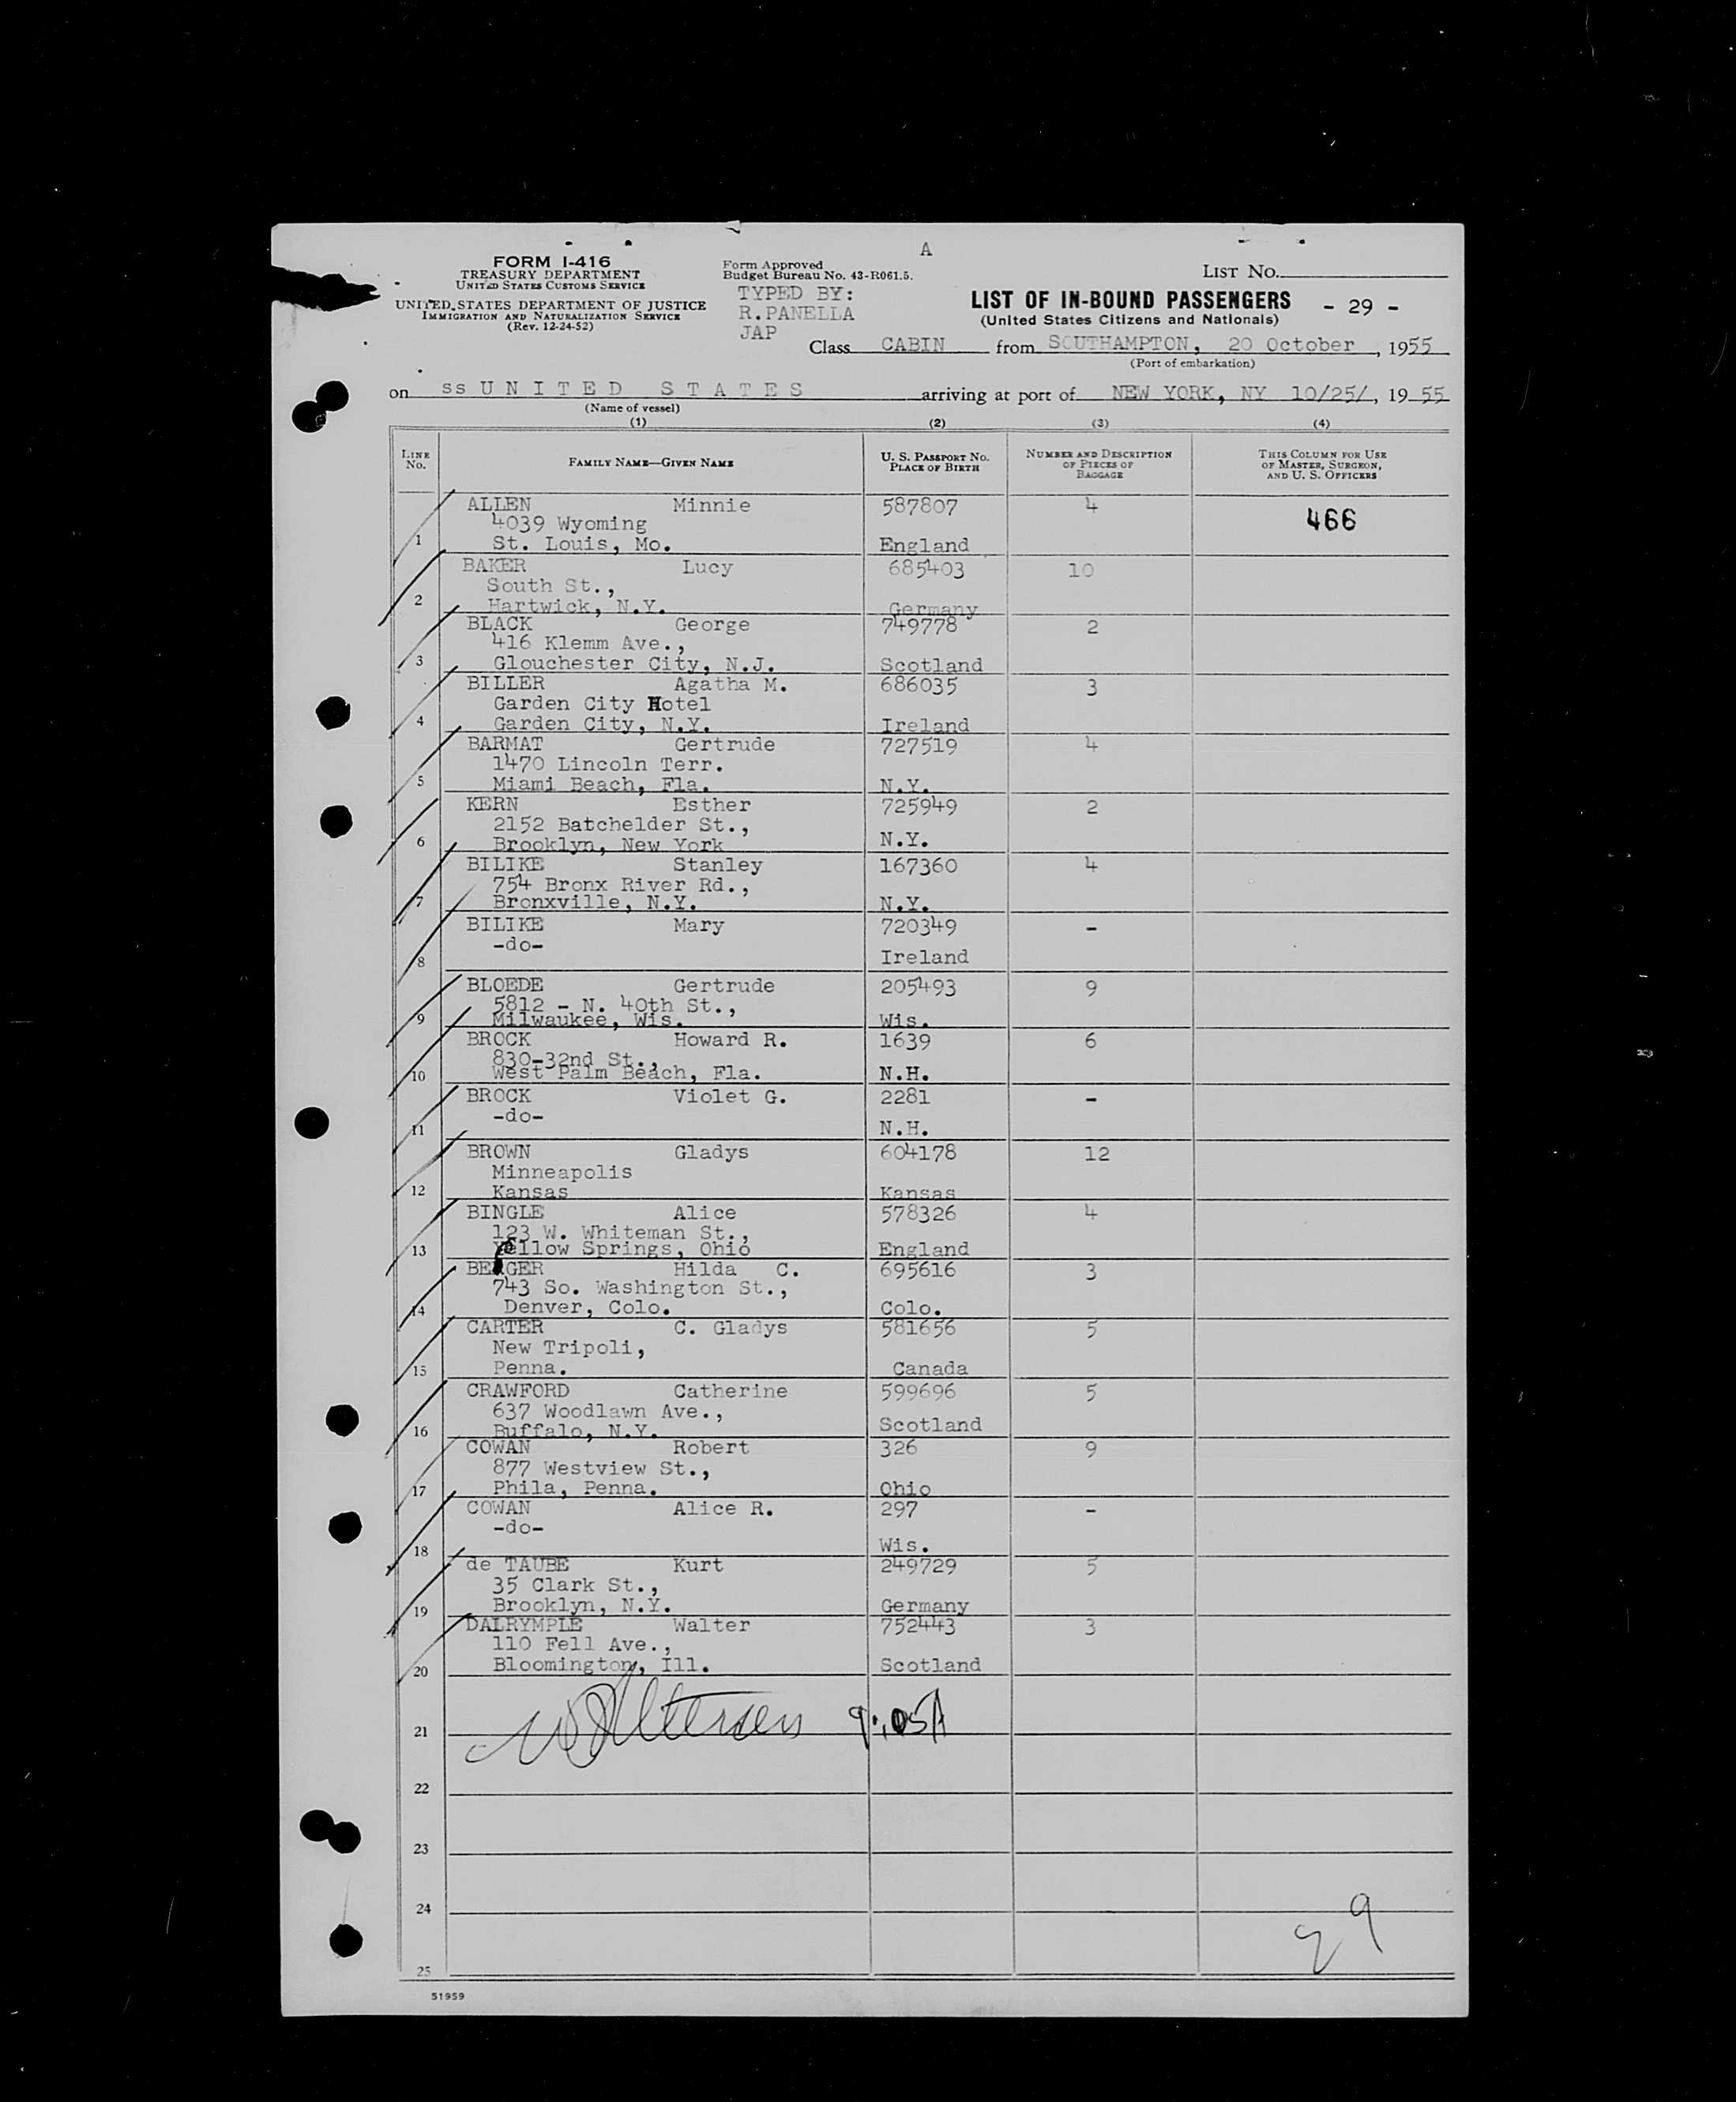 A
FORM I-416
TREASURY DEPARTMENT
UNITED STATES CUSTOMS SERVICE
UNITED STATES DEPARTMENT OF JUSTICE
IMMIGRATION AND NATURALIZATION SERVICE
(Rev. 12-24-52)
Form Approved
Budget Bureau No. 43-R061.5.
TYPED BY:
R.PANELLA
JAP
LIST NO.
LIST OF IN-BOUND PASSENGERS - 29 -
(United States Citizens and Nationals)
Class CABIN from SOUTHAMPTON, 20 October, 1955
(Port of embarkation)
on ss UNITED STATES arriving at port of NEW YORK, NY 10/25/, 19 55
(Name of vessel)
(1) (2) (3) (4)
LINE No. FAMILY NAME—GIVEN NAME U. S. PASSPORT NO. PLACE OF BIRTH NUMBER AND DESCRIPTION OF PIECES OF BAGGAGE THIS COLUMN FOR USE OF MASTER, SURGEON, AND U. S. OFFICERS
ALLEN Minnie 587807 4
4039 Wyoming 466
1 St. Louis, Mo. England
BAKER Lucy 685403 10
South St.,
2 Hartwick, N.Y. Germany
BLACK George 749778 2
416 Klemm Ave.,
3 Glouchester City, N.J. Scotland
BILLER Agatha M. 686035 3
Garden City Hotel
4 Garden City, N.Y. Ireland
BARMAT Gertrude 727519 4
1470 Lincoln Terr.
5 Miami Beach, Fla. N.Y.
KERN Esther 725949 2
2152 Batchelder St.,
6 Brooklyn, New York N.Y.
BILIKE Stanley 167360 4
754 Bronx River Rd.,
7 Bronxville, N.Y. N.Y.
BILIKE Mary 720349 -
-do-
8 Ireland
BLOEDE Gertrude 205493 9
5812 - N. 40th St.,
9 Milwaukee, Wis. Wis.
BROCK Howard R. 1639 6
830-32nd St.,
10 West Palm Beach, Fla. N.H.
BROCK Violet G. 2281 -
-do-
11 N.H.
BROWN Gladys 604178 12
Minneapolis
12 Kansas Kansas
BINGLE Alice 578326 4
123 W. Whiteman St.,
13 Yellow Springs, Ohio England
BERGER Hilda C. 695616 3
743 So. Washington St.,
14 Denver, Colo. Colo.
CARTER C. Gladys 581656 5
New Tripoli,
15 Penna. Canada
CRAWFORD Catherine 599696 5
637 Woodlawn Ave.,
16 Buffalo, N.Y. Scotland
COWAN Robert 326 9
877 Westview St.,
17 Phila, Penna. Ohio
COWAN Alice R. 297 -
-do-
18 Wis.
de TAUBE Kurt 249729 5
35 Clark St.,
19 Brooklyn, N.Y. Germany
DALRYMPLE Walter 752443 3
110 Fell Ave.,
20 Bloomington, Ill. Scotland
21
22
23
24
29
25
51959